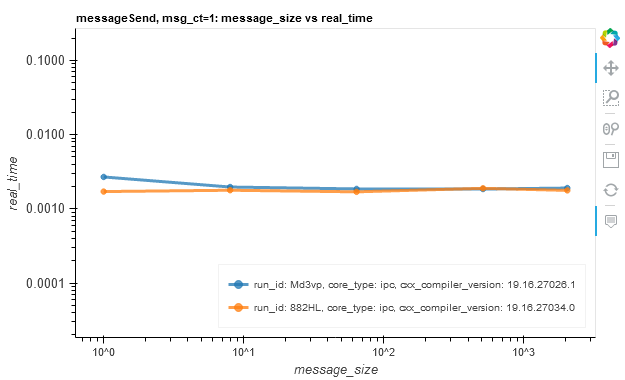 messageSend, msg_ct=1: message_size vs real_time
0.1000
0.0100
0.0010
0.0001
real_time
run_id: Md3vp, core_type: ipc, cxx_compiler_version: 19.16.27026.1
run_id: 882HL, core_type: ipc, cxx_compiler_version: 19.16.27034.0
10^0
10^1
10^2
10^3
message_size